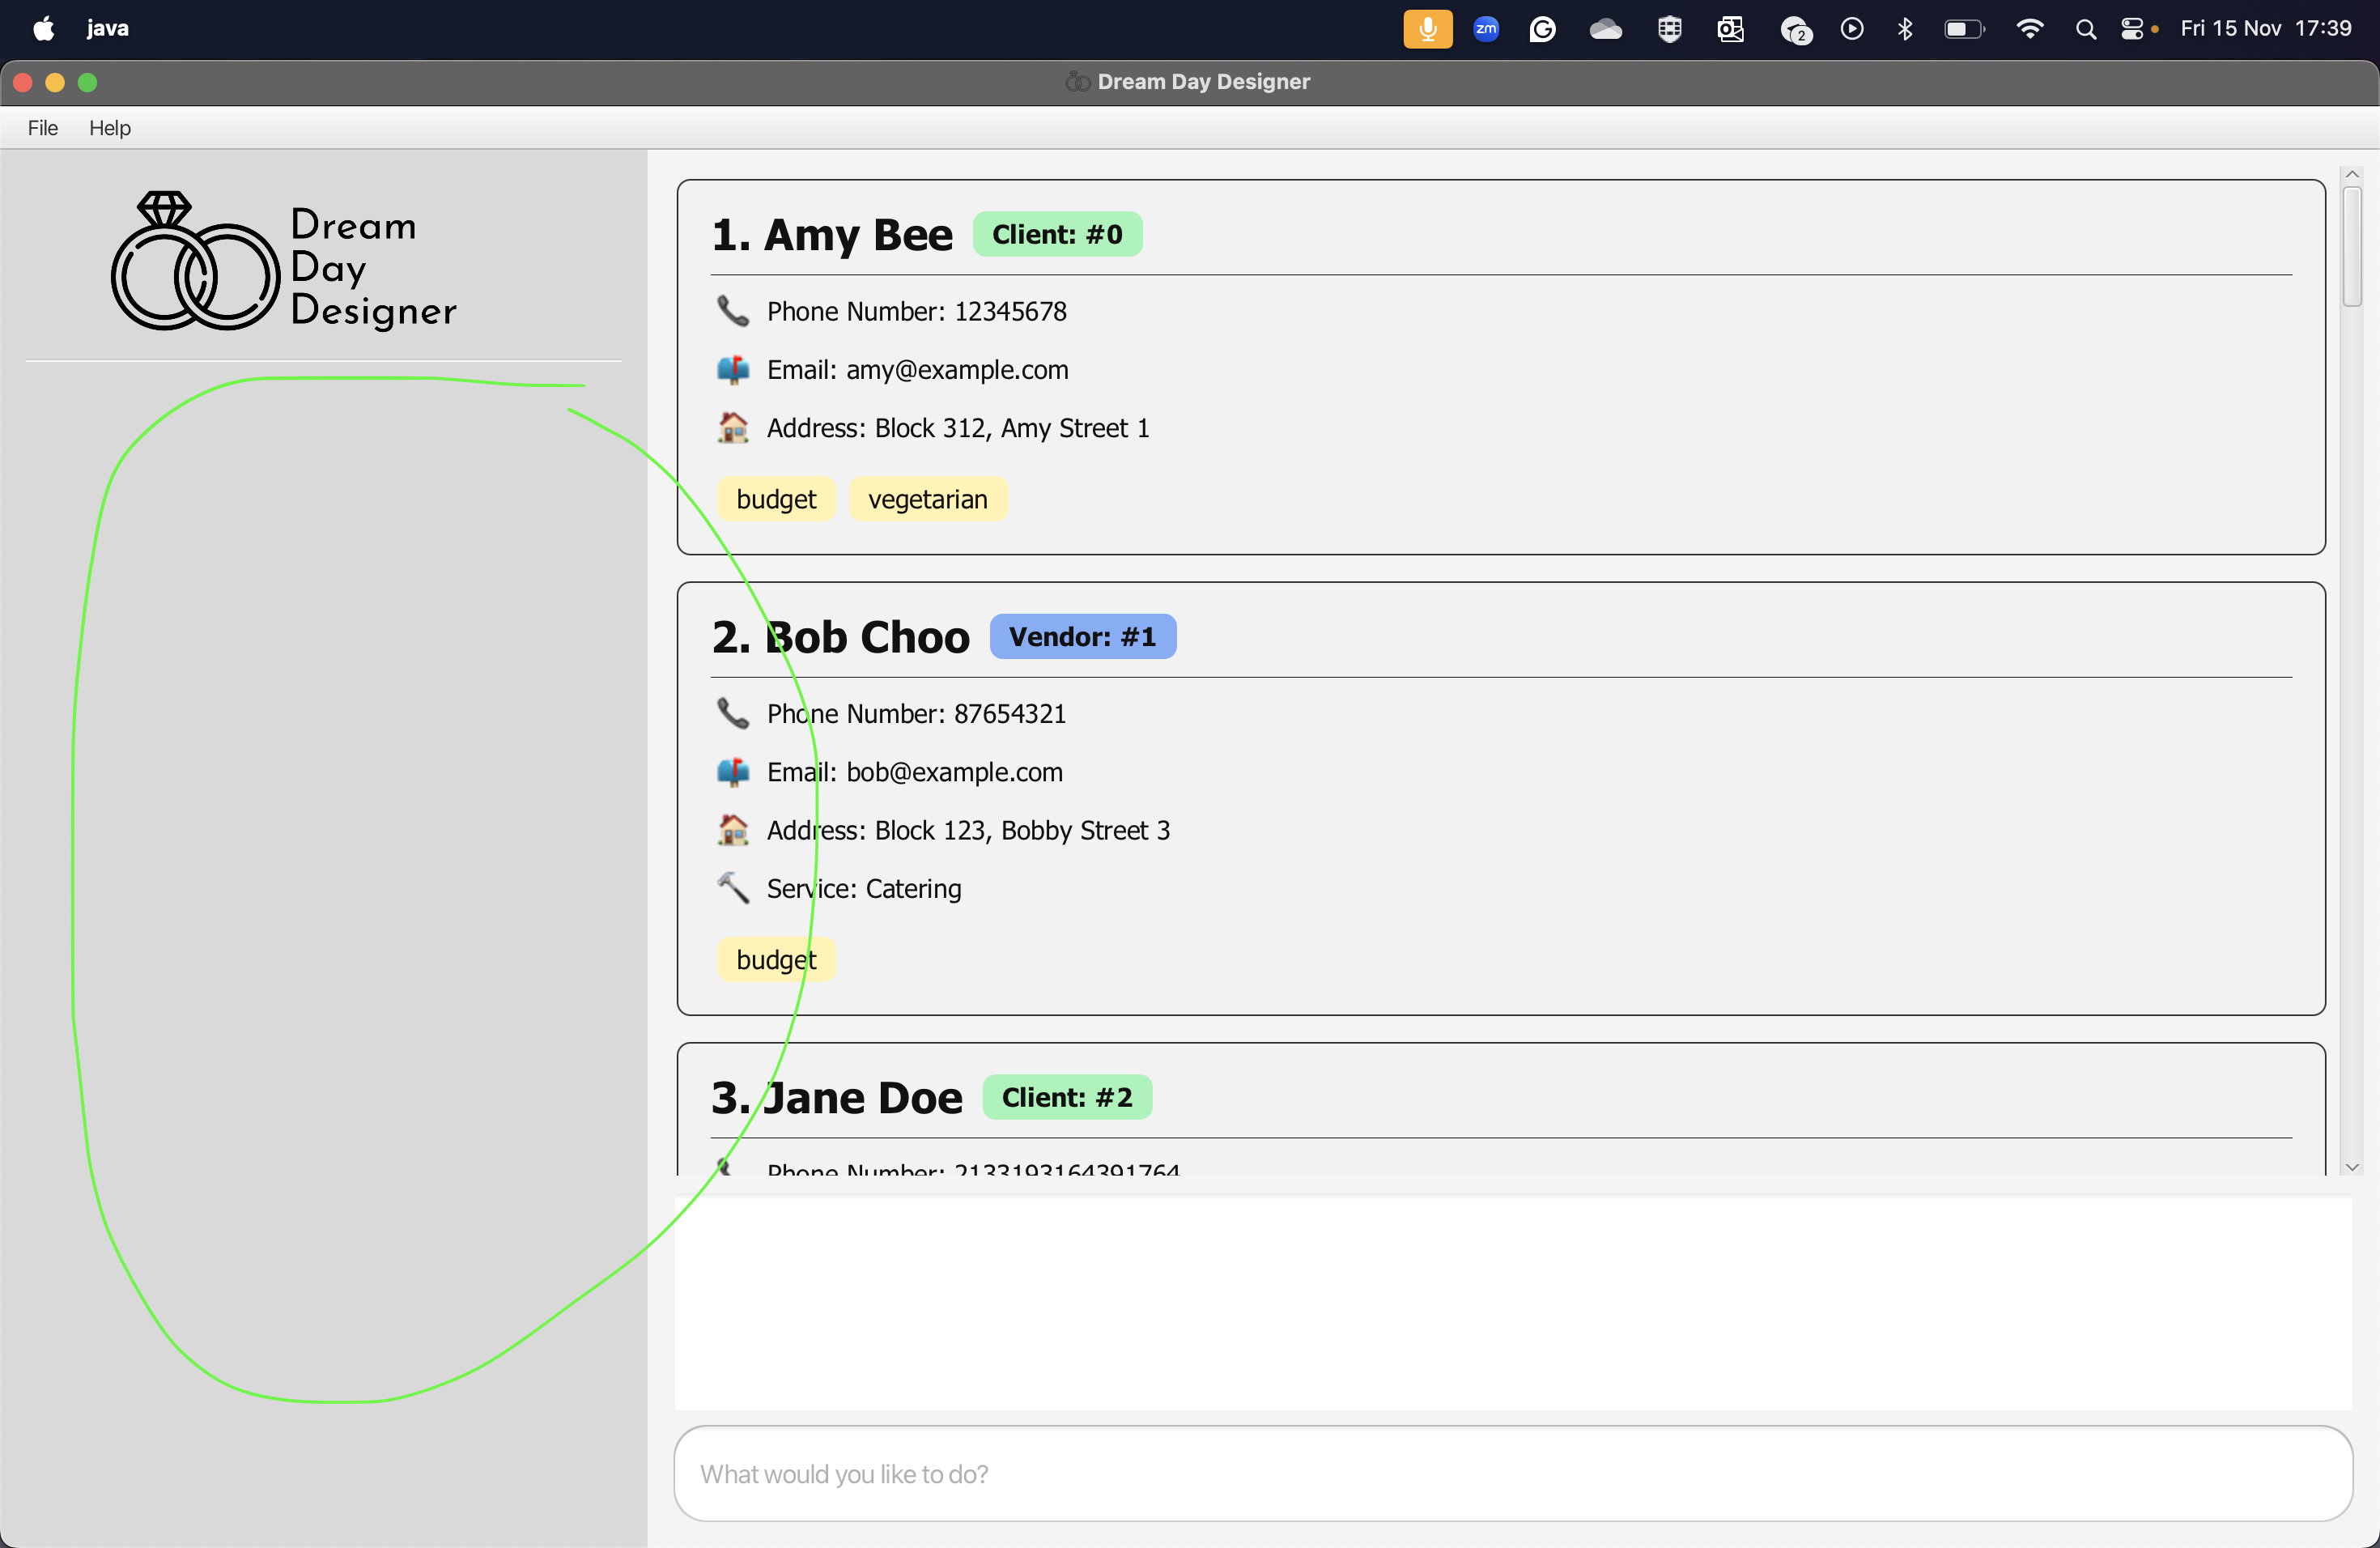 java
zm
2
Fri 15 Nov 17:39
Dream Day Designer
File Help
Dream
Day
Designer
1. Amy Bee Client: #0
Phone Number: 12345678
Email: amy@example.com
Address: Block 312, Amy Street 1
budget vegetarian
2. Bob Choo Vendor: #1
Phone Number: 87654321
Email: bob@example.com
Address: Block 123, Bobby Street 3
Service: Catering
budget
3. Jane Doe Client: #2
Phone Number: 2133193164391764
What would you like to do?